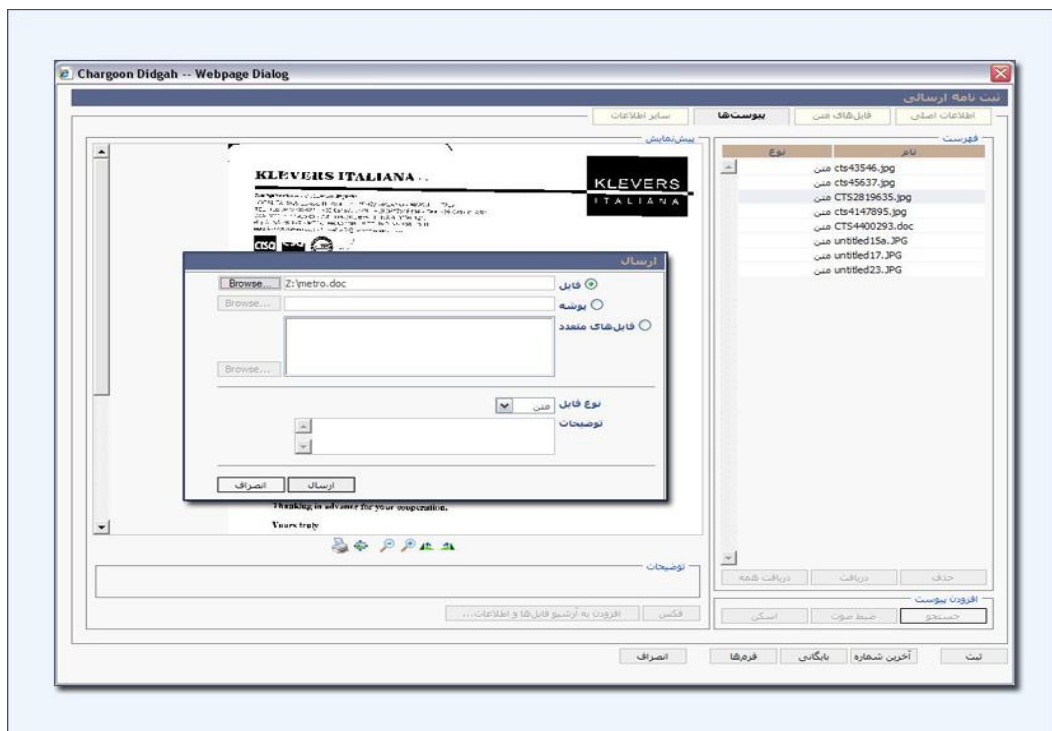 Chargoon Didgah -- Webpage Dialog
ثبت نامه ارسالی
اطلاعات اصلی
فایل‌های متن
پیوست‌ها
سایر اطلاعات
فهرست
نام
نوع
cts43546.jpg متن
cts45637.jpg متن
CTS2819635.jpg متن
cts4147895.jpg متن
CTS4400293.doc متن
untitled15a.JPG متن
untitled17.JPG متن
untitled23.JPG متن
حذف
دریافت
دریافت همه
افزودن پیوست
جستجو
ضبط صوت
اسکن
پیش‌نمایش
KLEVERS ITALIANA
KLEVERS
ITALIANA
CISQ
ارسال
فایل
Z:\metro.doc
Browse...
پوشه
Browse...
فایل‌های متعدد
Browse...
نوع فایل
متن
توضیحات
ارسال
انصراف
Thanking in advance for your cooperation.
Yours truly
توضیحات
فکس
افزودن به آرشیو فایل‌ها و اطلاعات...
ثبت
آخرین شماره
بایگانی
فرم‌ها
انصراف